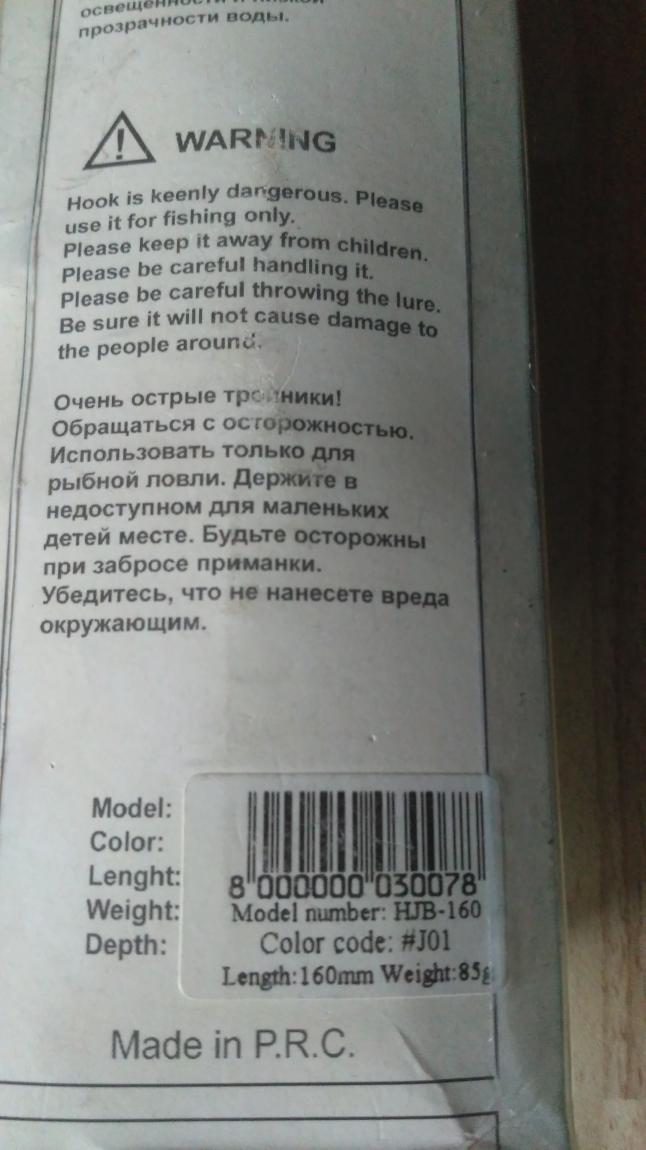 освещенности и низкой
прозрачности воды.
WARNING
Hook is keenly dangerous. Please
use it for fishing only.
Please keep it away from children.
Please be careful handling it.
Please be careful throwing the lure.
Be sure it will not cause damage to
the people around.
Очень острые тройники!
Обращаться с осторожностью.
Использовать только для
рыбной ловли. Держите в
недоступном для маленьких
детей месте. Будьте осторожны
при забросе приманки.
Убедитесь, что не нанесете вреда
окружающим.
Model:
Color:
Lenght:
Weight:
Depth:
8"000000"030078"
Model number: HJB-160
Color code: #J01
Length:160mm Weight:85g
Made in P.R.C.